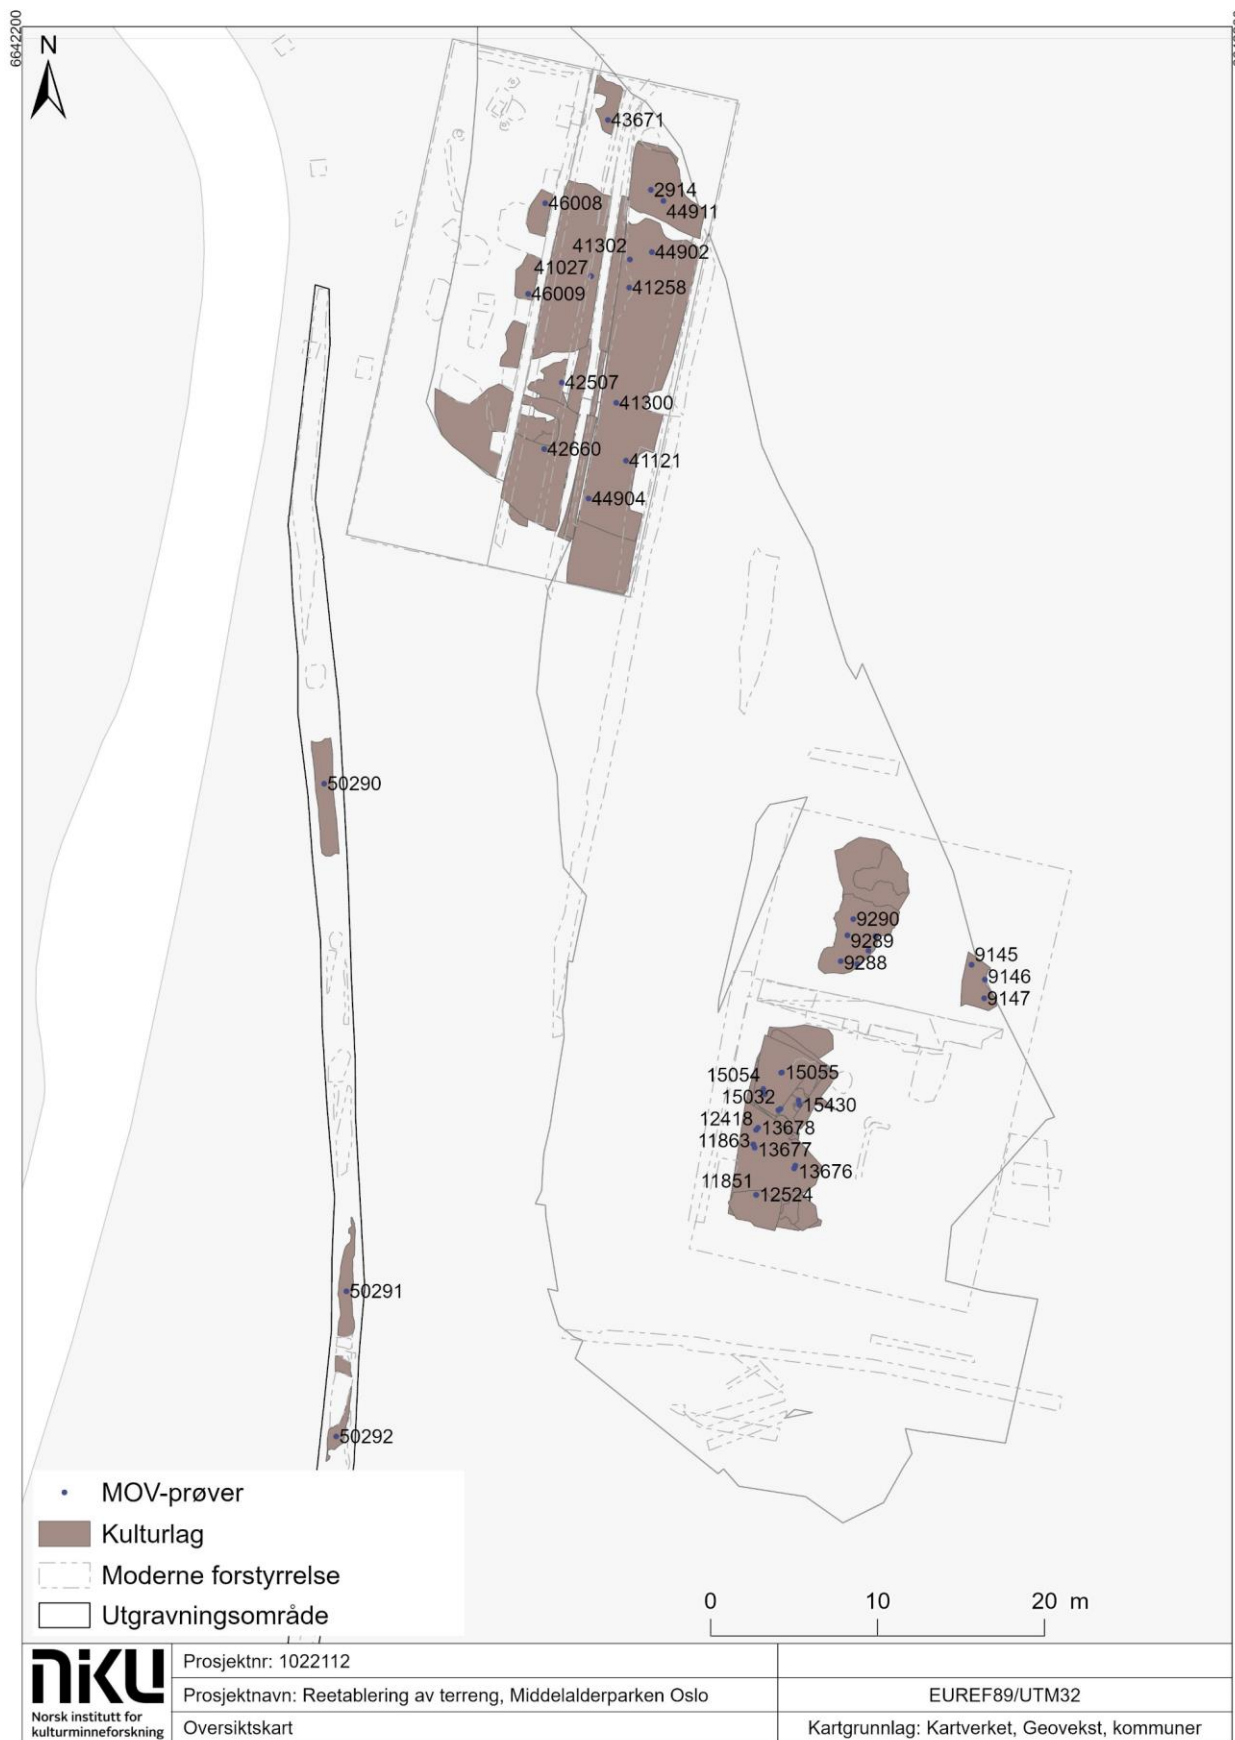 6642200
N
43671
2914
44911
46008
41302
44902
41027
41258
46009
42507
41300
42660
41121
44904
50290
9290
9289
9288
9145
9146
9147
15054
15055
15032
15430
12418
13678
11863
13677
13676
11851
12524
50291
50292
MOV-prøver
Kulturlag
Moderne forstyrrelse
Utgravningsområde
0 10 20 m
niku
Norsk institutt for
kulturminneforskning
Prosjektnr: 1022112
Prosjektnavn: Reetablering av terreng, Middelalderparken Oslo
EUREF89/UTM32
Oversiktskart
Kartgrunnlag: Kartverket, Geovekst, kommuner